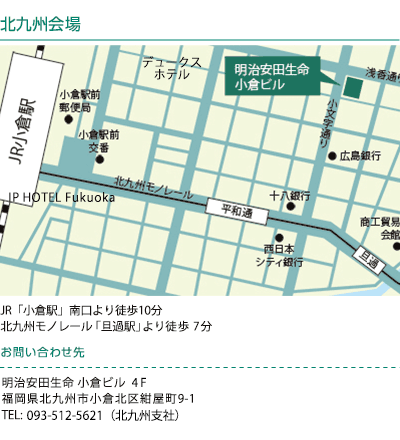 北九州会場
デュークス
ホテル
明治安田生命
小倉ビル
浅香通り
小倉駅前
郵便局
小文字通り
JR小倉駅
小倉駅前
交番
広島銀行
北九州モノレール
JP HOTEL Fukuoka
平和通
十八銀行
商工貿易
会館
西日本
シティ銀行
旦過
JR「小倉駅」南口より徒歩10分
北九州モノレール「旦過駅」より徒歩 7分
お問い合わせ先
明治安田生命 小倉ビル 4F
福岡県北九州市小倉北区紺屋町9-1
TEL: 093-512-5621（北九州支社）